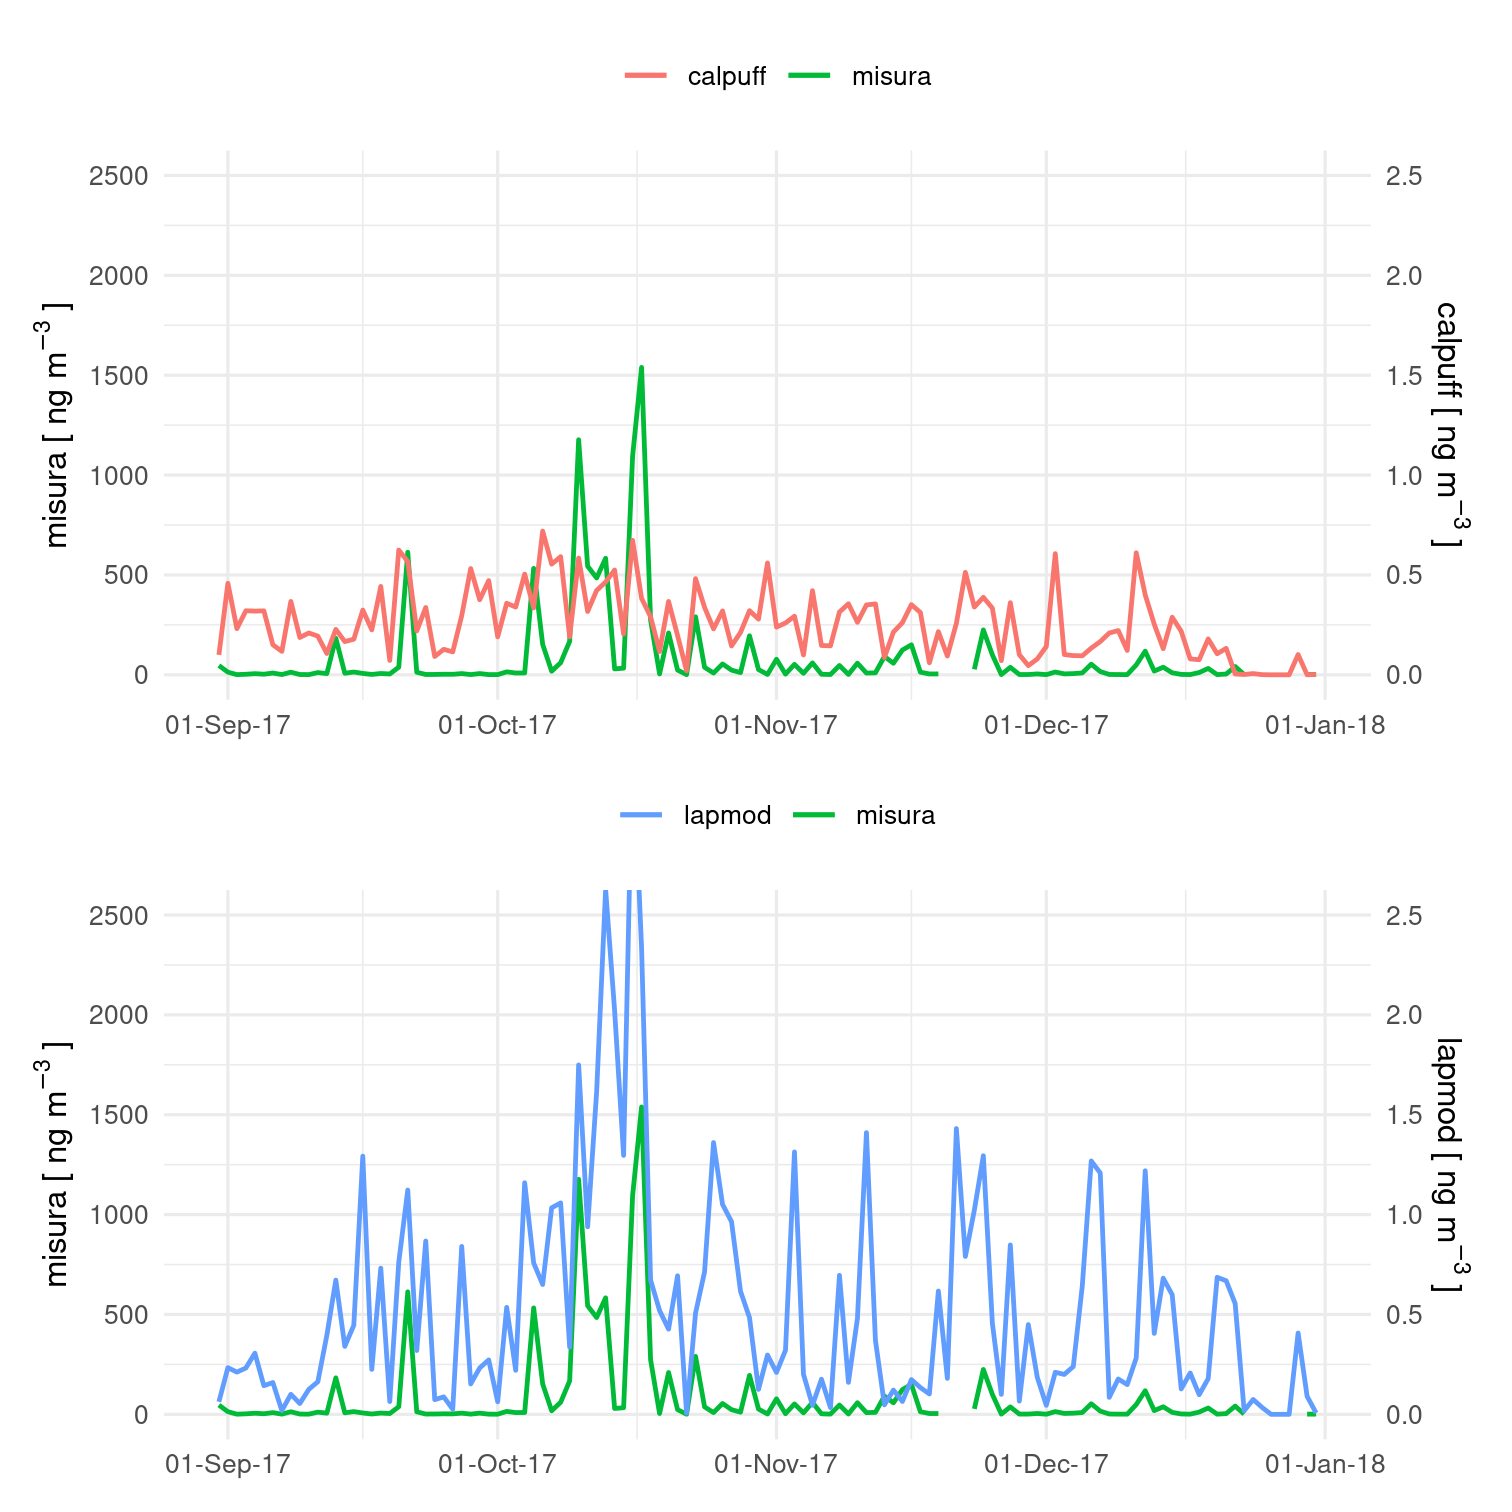 calpuff misura
2500 2.5
2000 2.0
1500 1.5
1000 1.0
500 0.5
0 0.0
misura [ ng m⁻³ ]
calpuff [ ng m⁻³ ]
01-Sep-17 01-Oct-17 01-Nov-17 01-Dec-17 01-Jan-18
lapmod misura
2500 2.5
2000 2.0
1500 1.5
1000 1.0
500 0.5
0 0.0
misura [ ng m⁻³ ]
lapmod [ ng m⁻³ ]
01-Sep-17 01-Oct-17 01-Nov-17 01-Dec-17 01-Jan-18